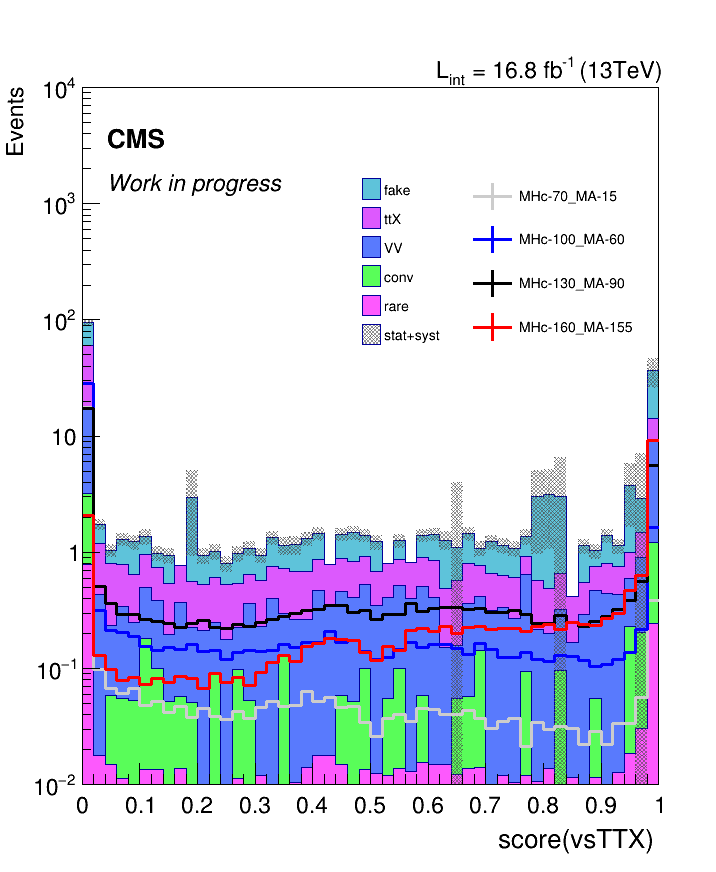 L_int = 16.8 fb^-1 (13TeV)
Events
CMS
Work in progress
fake
ttX
VV
conv
rare
stat+syst
MHc-70_MA-15
MHc-100_MA-60
MHc-130_MA-90
MHc-160_MA-155
10^4
10^3
10^2
10
1
10^-1
10^-2
0 0.1 0.2 0.3 0.4 0.5 0.6 0.7 0.8 0.9 1
score(vsTTX)